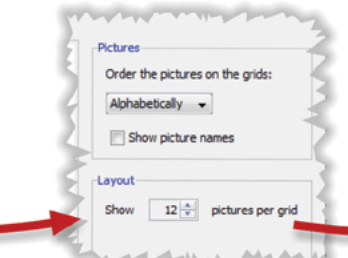 Pictures
Order the pictures on the grids:
Alphabetically
Show picture names
Layout
Show 12 pictures per grid